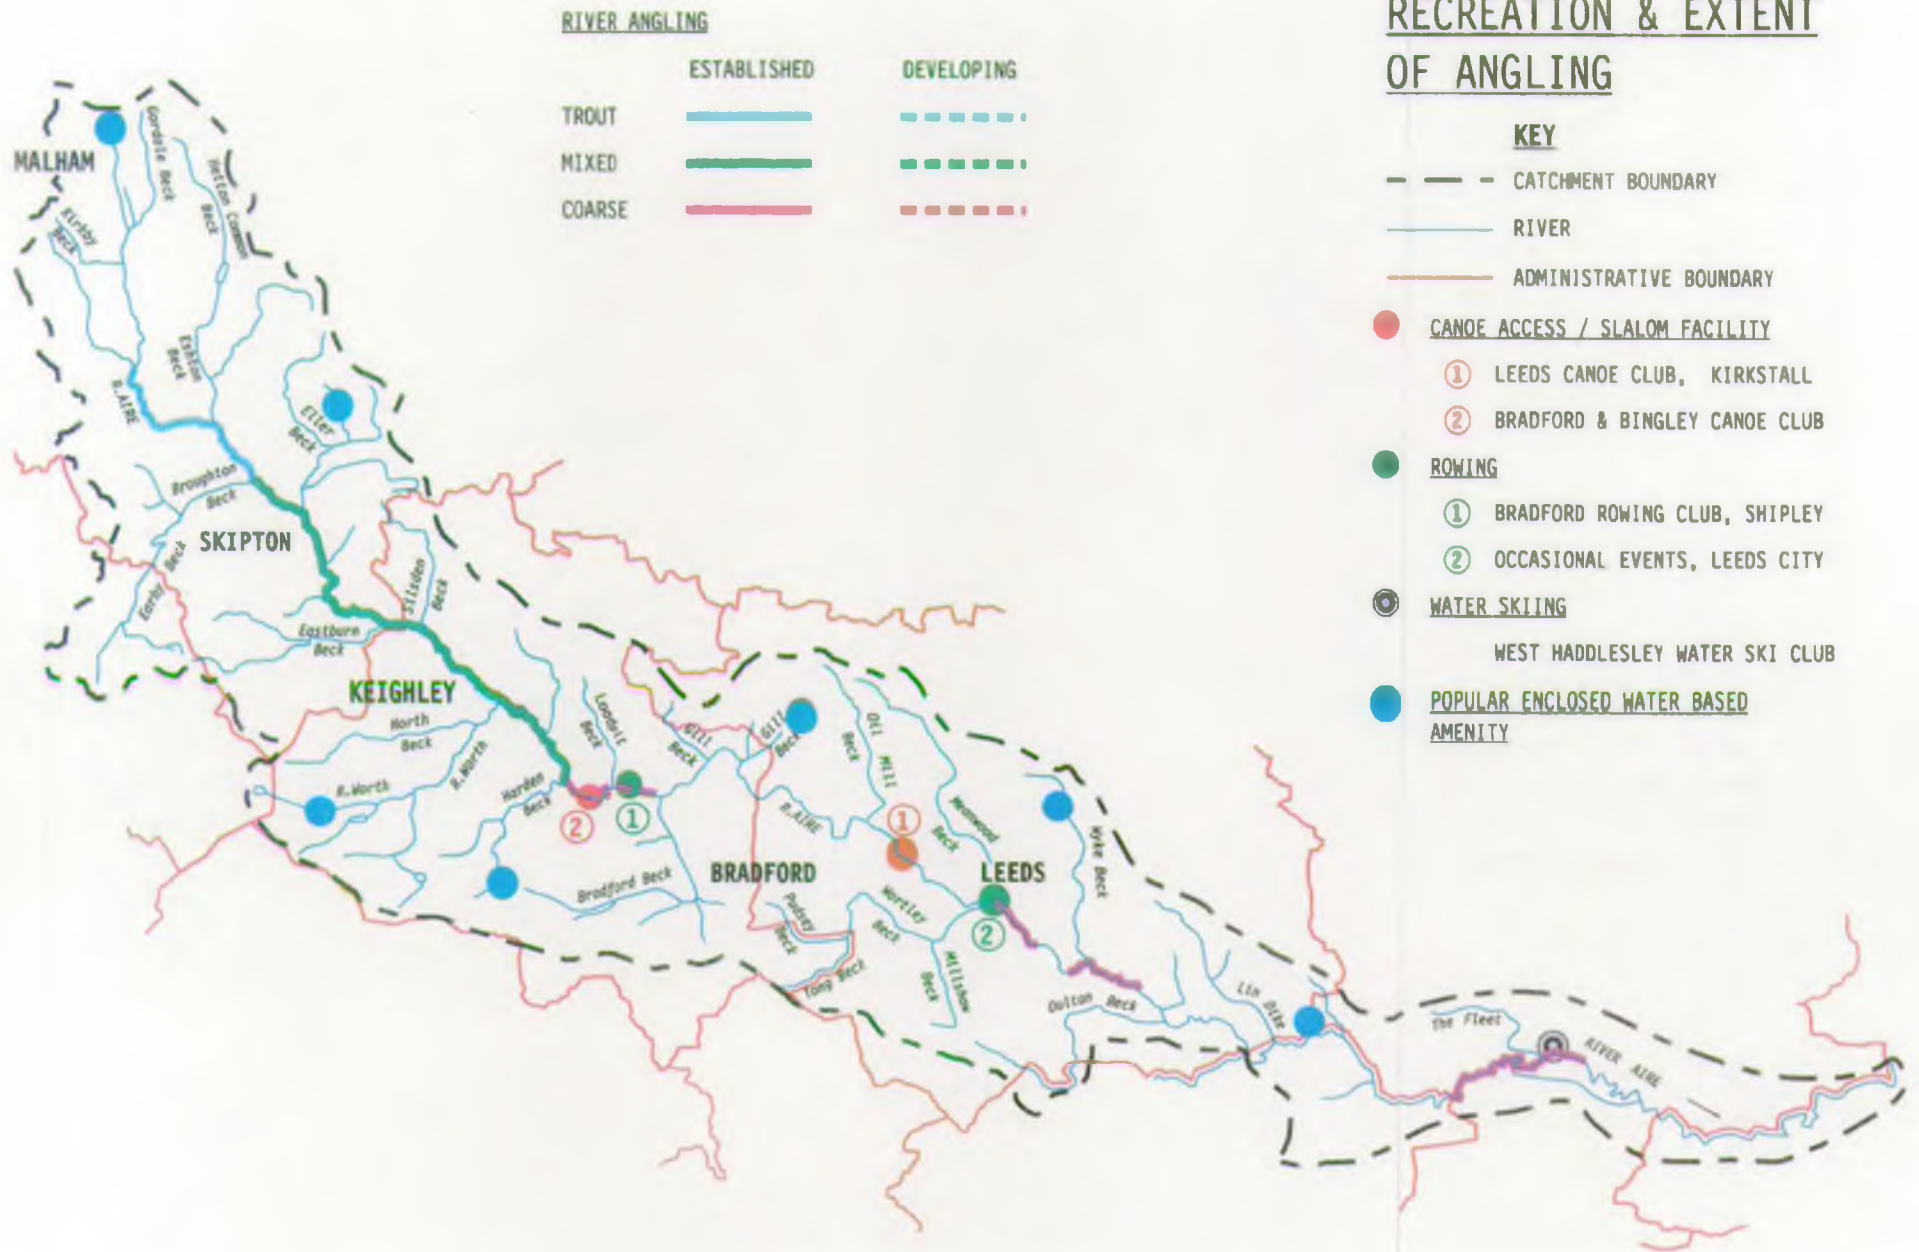 RECREATION & EXTENT
OF ANGLING
RIVER ANGLING
ESTABLISHED DEVELOPING
TROUT
MIXED
COARSE
KEY
CATCHMENT BOUNDARY
RIVER
ADMINISTRATIVE BOUNDARY
CANOE ACCESS / SLALOM FACILITY
1 LEEDS CANOE CLUB, KIRKSTALL
2 BRADFORD & BINGLEY CANOE CLUB
ROWING
1 BRADFORD ROWING CLUB, SHIPLEY
2 OCCASIONAL EVENTS, LEEDS CITY
WATER SKIING
WEST HADDLESLEY WATER SKI CLUB
POPULAR ENCLOSED WATER BASED
AMENITY
MALHAM
Gordale Beck
Hetton Common
Beck
Kirkby
Beck
Eshton
Beck
R.AIRE
Eller
Beck
Broughton
Beck
SKIPTON
Earby Beck
Silsden
Beck
Eastburn
Beck
KEIGHLEY
North
Beck
R.Worth
R.Worth
Harden
Beck
Loadpit
Beck
Gill
Beck
Gill
Beck
Oil Mill
Beck
2
1
R.AIRE
1
Meanwood
Beck
Wyke Beck
BRADFORD
LEEDS
Bradford Beck
Pudsey
Beck
Wortley
Beck
2
Tong Beck
Millshaw
Beck
Oulton Beck
Lin Dike
The Fleet
RIVER AIRE